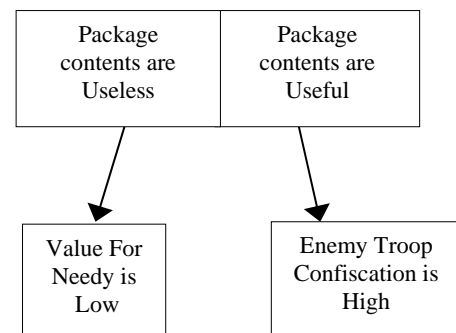 Package
contents are
Useless
Package
contents are
Useful
Value For
Needy is
Low
Enemy Troop
Confiscation is
High